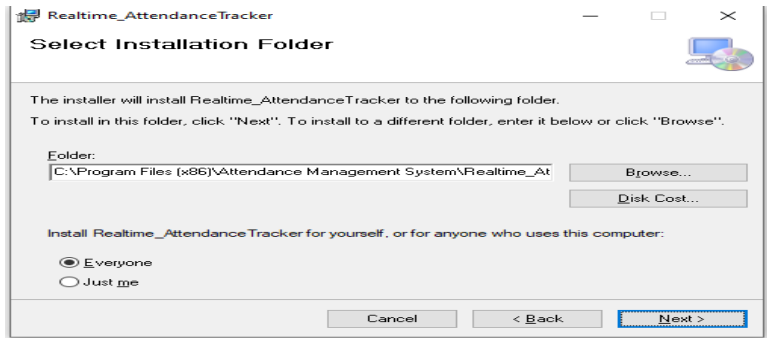 Realtime_AttendanceTracker
Select Installation Folder
The installer will install Realtime_AttendanceTracker to the following folder.
To install in this folder, click "Next". To install to a different folder, enter it below or click "Browse".
Folder:
C:\Program Files (x86)\Attendance Management System\Realtime_At
Browse...
Disk Cost...
Install Realtime_AttendanceTracker for yourself, or for anyone who uses this computer:
Everyone
Just me
Cancel
< Back
Next >